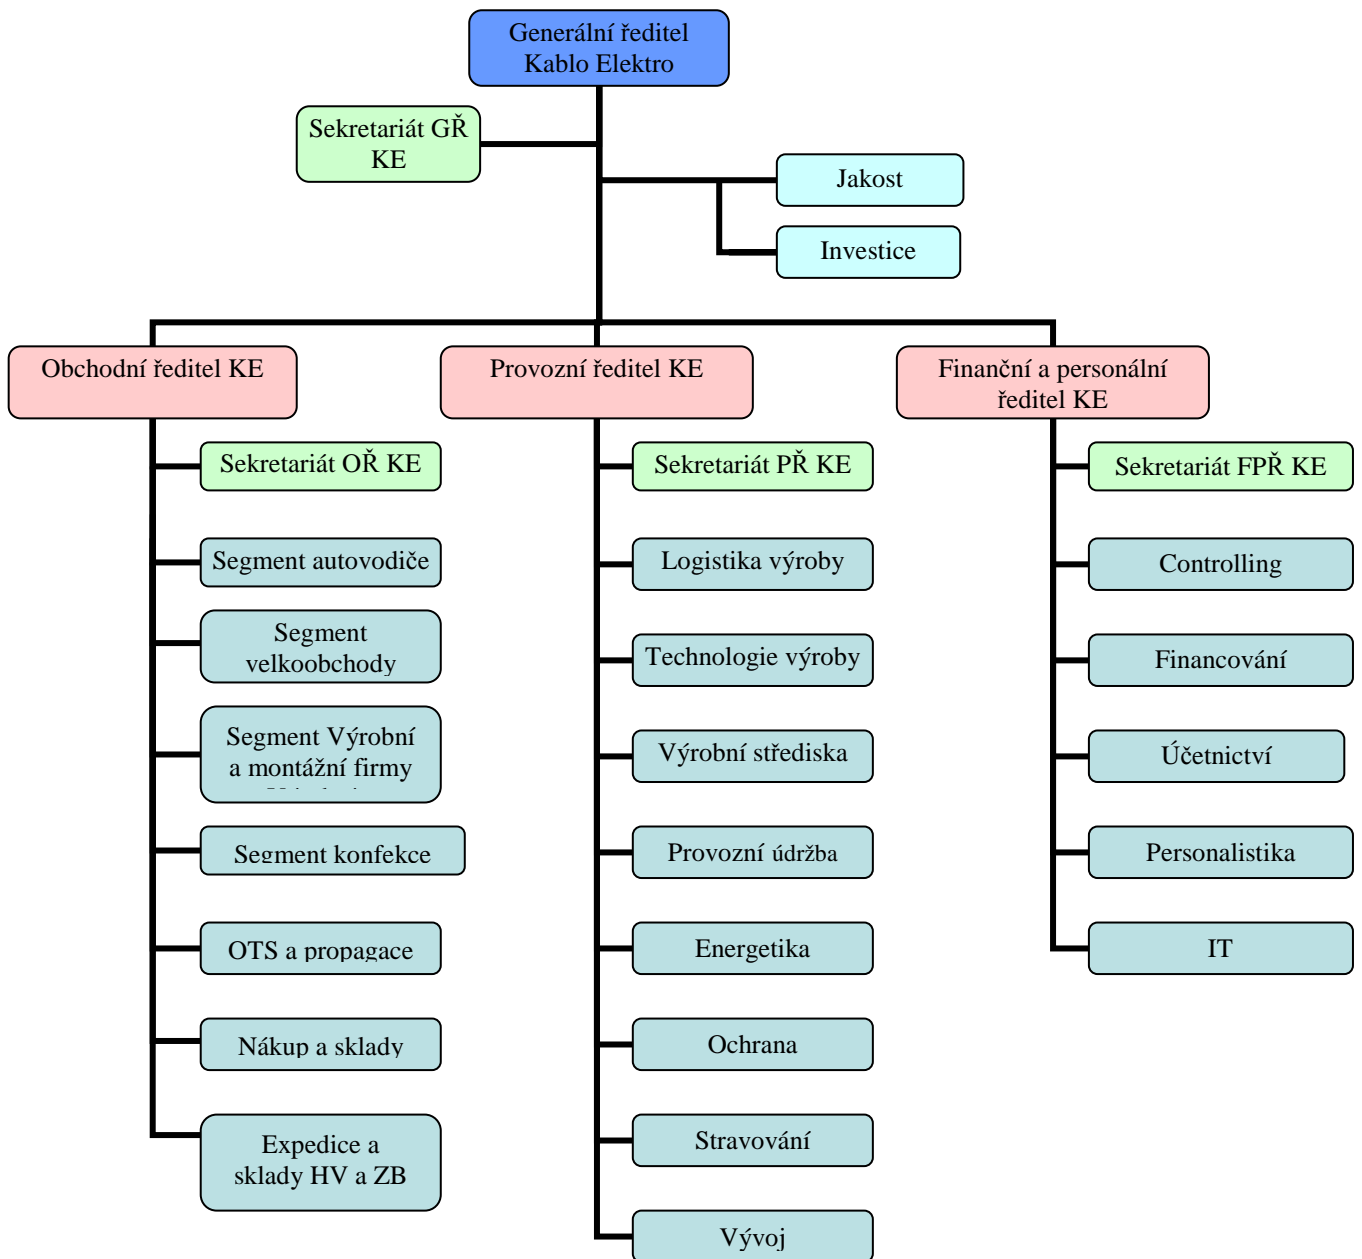 Generální ředitel
Kablo Elektro
Sekretariát GŘ
KE
Jakost
Investice
Obchodní ředitel KE
Provozní ředitel KE
Finanční a personální
ředitel KE
Sekretariát OŘ KE
Segment autovodiče
Segment
velkoobchody
Segment Výrobní
a montážní firmy
Segment konfekce
OTS a propagace
Nákup a sklady
Expedice a
sklady HV a ZB
Sekretariát PŘ KE
Logistika výroby
Technologie výroby
Výrobní střediska
Provozní údržba
Energetika
Ochrana
Stravování
Vývoj
Sekretariát FPŘ KE
Controlling
Financování
Účetnictví
Personalistika
IT